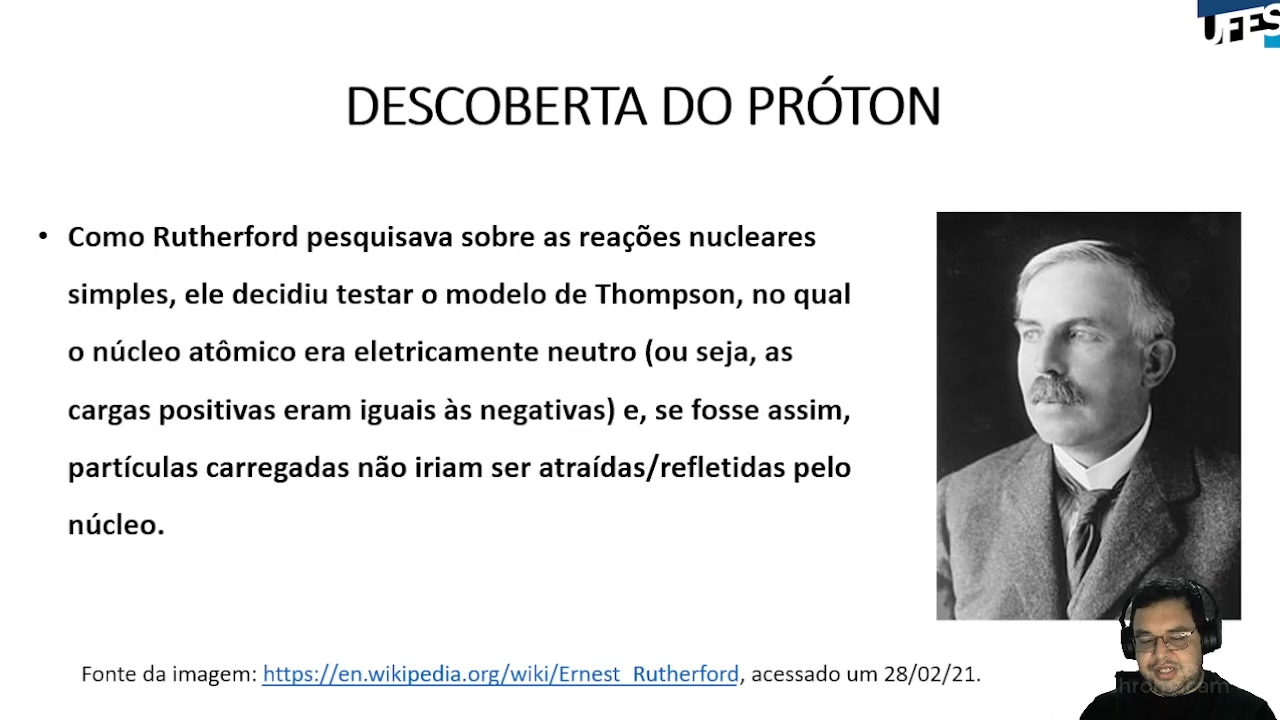 UFES
DESCOBERTA DO PRÓTON
• Como Rutherford pesquisava sobre as reações nucleares
simples, ele decidiu testar o modelo de Thompson, no qual
o núcleo atômico era eletricamente neutro (ou seja, as
cargas positivas eram iguais às negativas) e, se fosse assim,
partículas carregadas não iriam ser atraídas/refletidas pelo
núcleo.
Fonte da imagem: https://en.wikipedia.org/wiki/Ernest_Rutherford, acessado um 28/02/21.